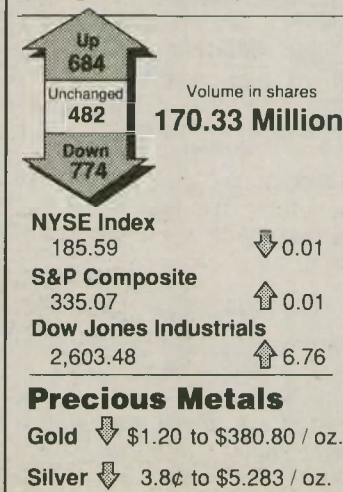 Up
684
Unchanged
482
Down
774
Volume in shares
170.33 Million
NYSE Index
185.59 0.01
S&P Composite
335.07 0.01
Dow Jones Industrials
2,603.48 6.76
Precious Metals
Gold $1.20 to $380.80 / oz.
Silver 3.8¢ to $5.283 / oz.